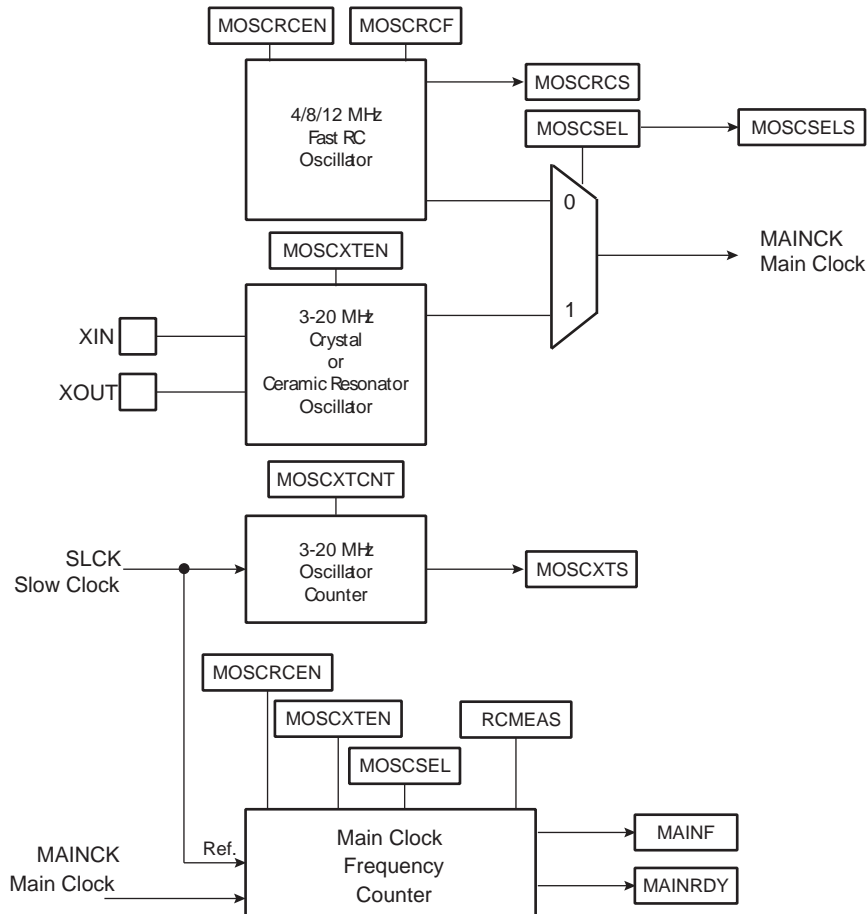 MOSCRCEN
MOSCRCF
4/8/12 MHz
Fast RC
Oscillator
MOSCRCS
MOSCSEL
MOSCSELS
0
MAINCK
Main Clock
MOSCXTEN
3-20 MHz
Crystal
or
Ceramic Resonator
Oscillator
1
XIN
XOUT
MOSCXTCNT
3-20 MHz
Oscillator
Counter
SLCK
Slow Clock
MOSCXTS
MOSCRCEN
MOSCXTEN
RCMEAS
MOSCSEL
Main Clock
Frequency
Counter
Ref.
MAINCK
Main Clock
MAINF
MAINRDY